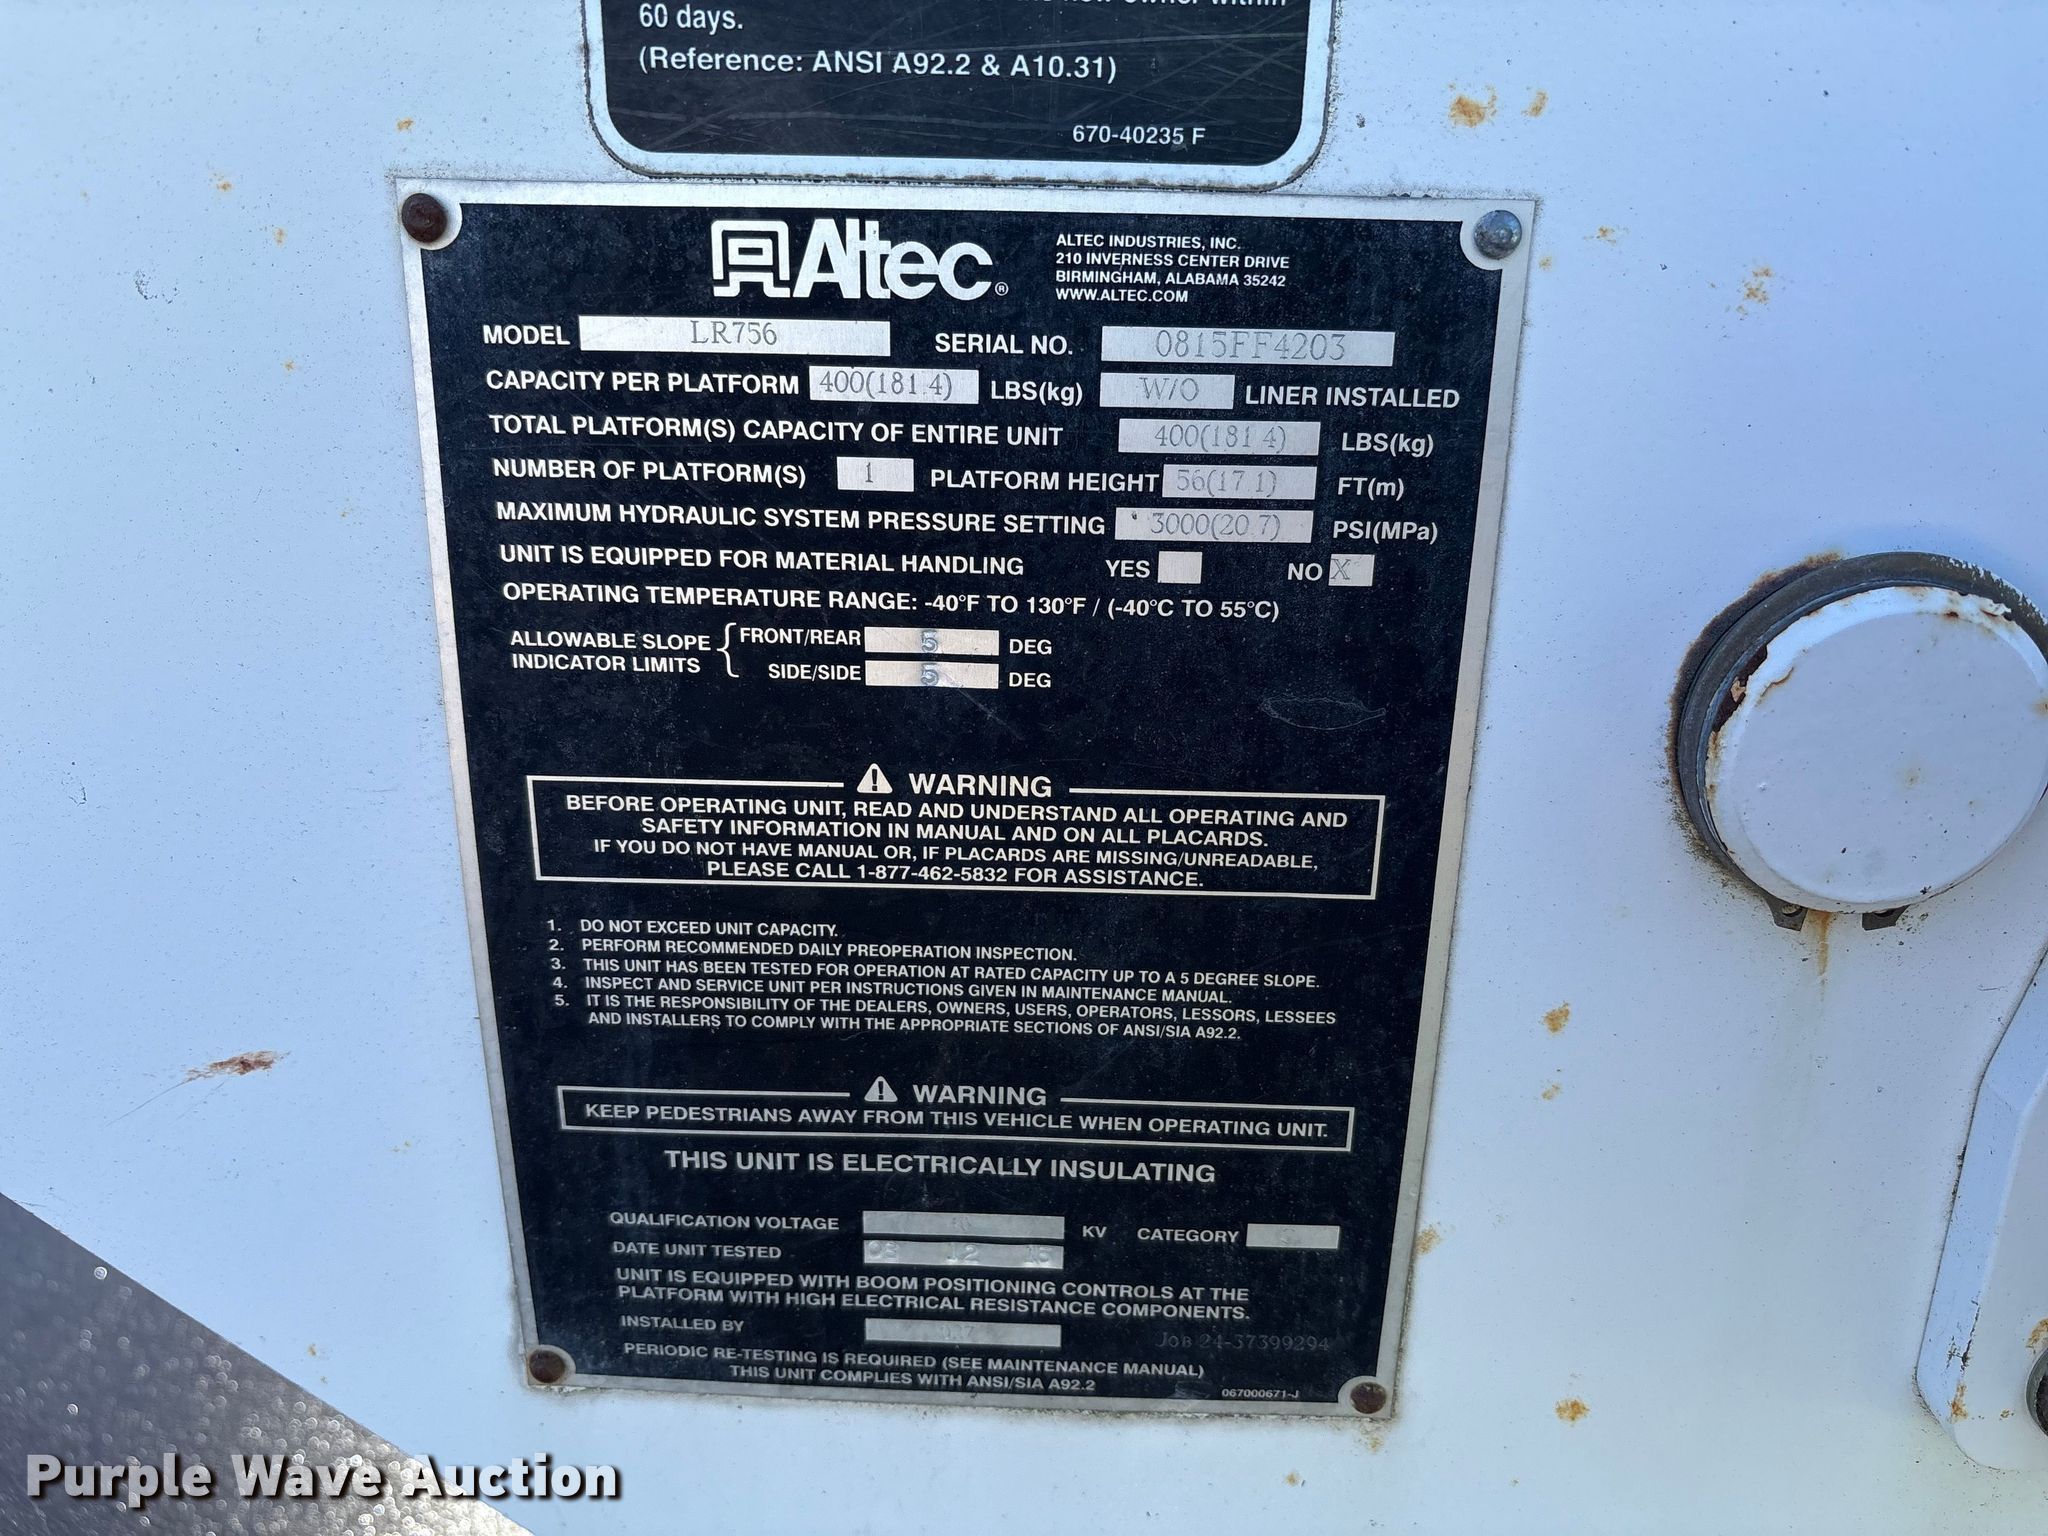 60 days.
(Reference: ANSI A92.2 & A10.31)
670-40235 F
Altec®
ALTEC INDUSTRIES, INC.
210 INVERNESS CENTER DRIVE
BIRMINGHAM, ALABAMA 35242
WWW.ALTEC.COM
MODEL LR756 SERIAL NO. 0815FF4203
CAPACITY PER PLATFORM 400(181.4) LBS(kg) W/O LINER INSTALLED
TOTAL PLATFORM(S) CAPACITY OF ENTIRE UNIT 400(181.4) LBS(kg)
NUMBER OF PLATFORM(S) 1 PLATFORM HEIGHT 56(17.1) FT(m)
MAXIMUM HYDRAULIC SYSTEM PRESSURE SETTING 3000(20.7) PSI(MPa)
UNIT IS EQUIPPED FOR MATERIAL HANDLING YES NO X
OPERATING TEMPERATURE RANGE: -40°F TO 130°F / (-40°C TO 55°C)
ALLOWABLE SLOPE INDICATOR LIMITS { FRONT/REAR 5 DEG
SIDE/SIDE 5 DEG
WARNING
BEFORE OPERATING UNIT, READ AND UNDERSTAND ALL OPERATING AND
SAFETY INFORMATION IN MANUAL AND ON ALL PLACARDS.
IF YOU DO NOT HAVE MANUAL OR, IF PLACARDS ARE MISSING/UNREADABLE,
PLEASE CALL 1-877-462-5832 FOR ASSISTANCE.
1. DO NOT EXCEED UNIT CAPACITY.
2. PERFORM RECOMMENDED DAILY PREOPERATION INSPECTION.
3. THIS UNIT HAS BEEN TESTED FOR OPERATION AT RATED CAPACITY UP TO A 5 DEGREE SLOPE.
4. INSPECT AND SERVICE UNIT PER INSTRUCTIONS GIVEN IN MAINTENANCE MANUAL.
5. IT IS THE RESPONSIBILITY OF THE DEALERS, OWNERS, USERS, OPERATORS, LESSORS, LESSEES
AND INSTALLERS TO COMPLY WITH THE APPROPRIATE SECTIONS OF ANSI/SIA A92.2.
WARNING
KEEP PEDESTRIANS AWAY FROM THIS VEHICLE WHEN OPERATING UNIT.
THIS UNIT IS ELECTRICALLY INSULATING
QUALIFICATION VOLTAGE KV CATEGORY
DATE UNIT TESTED 08 12 15
UNIT IS EQUIPPED WITH BOOM POSITIONING CONTROLS AT THE
PLATFORM WITH HIGH ELECTRICAL RESISTANCE COMPONENTS.
INSTALLED BY
Job 24-37399294
PERIODIC RE-TESTING IS REQUIRED (SEE MAINTENANCE MANUAL)
THIS UNIT COMPLIES WITH ANSI/SIA A92.2
067000671-J
Purple Wave Auction